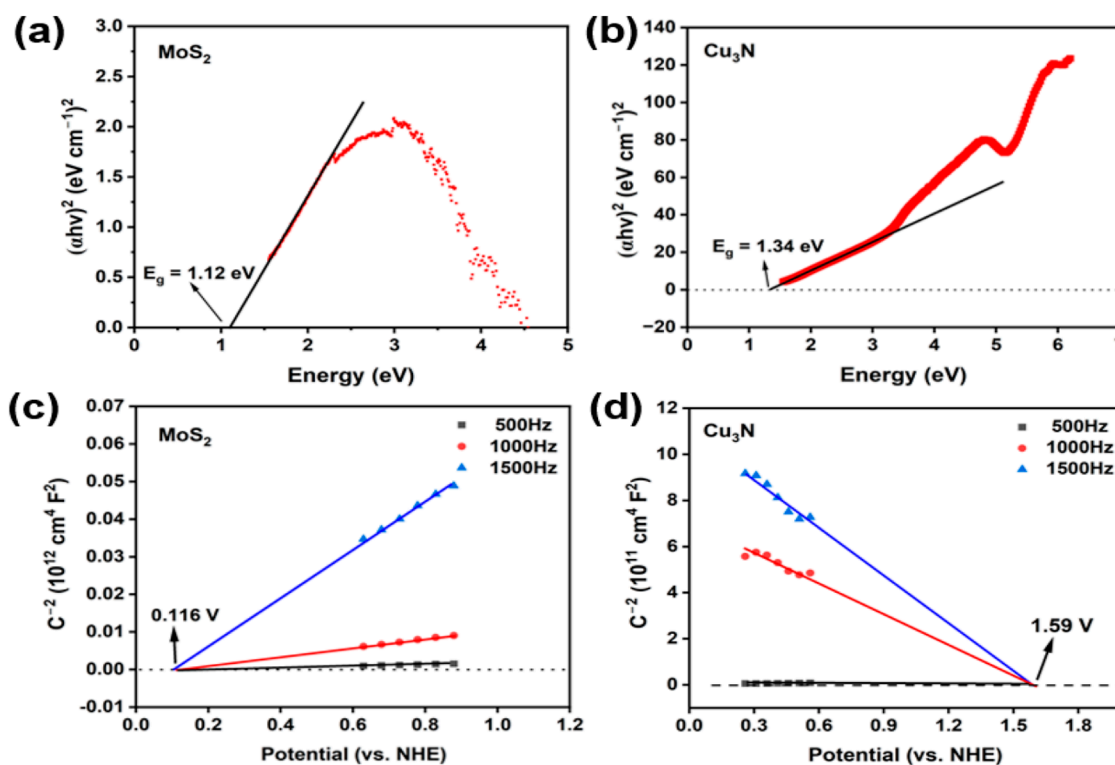 (a)
MoS₂
(αhν)² (eV cm⁻¹)²
3.0
2.5
2.0
1.5
1.0
0.5
0.0
E_g = 1.12 eV
0 1 2 3 4 5
Energy (eV)
(b)
Cu₃N
(αhν)² (eV cm⁻¹)²
140
120
100
80
60
40
20
0
−20
E_g = 1.34 eV
0 1 2 3 4 5 6 7
Energy (eV)
(c)
MoS₂
500Hz
1000Hz
1500Hz
C⁻² (10¹² cm⁴ F²)
0.07
0.06
0.05
0.04
0.03
0.02
0.01
0.00
-0.01
0.116 V
0.0 0.2 0.4 0.6 0.8 1.0 1.2
Potential (vs. NHE)
(d)
Cu₃N
500Hz
1000Hz
1500Hz
C⁻² (10¹¹ cm⁴ F²)
12
10
8
6
4
2
0
1.59 V
0.0 0.3 0.6 0.9 1.2 1.5 1.8
Potential (vs. NHE)